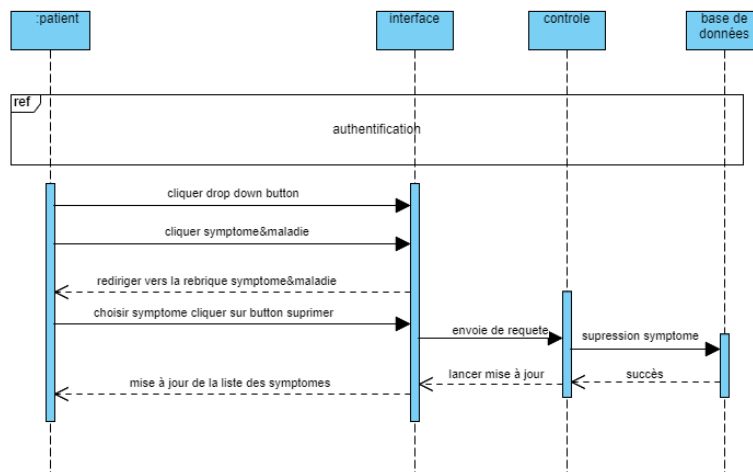 :patient
interface
controle
base de
données
ref
authentification
cliquer drop down button
cliquer symptome&maladie
rediriger vers la rebrique symptome&maladie
choisir symptome cliquer sur button suprimer
envoie de requete
supression symptome
mise à jour de la liste des symptomes
lancer mise à jour
succès